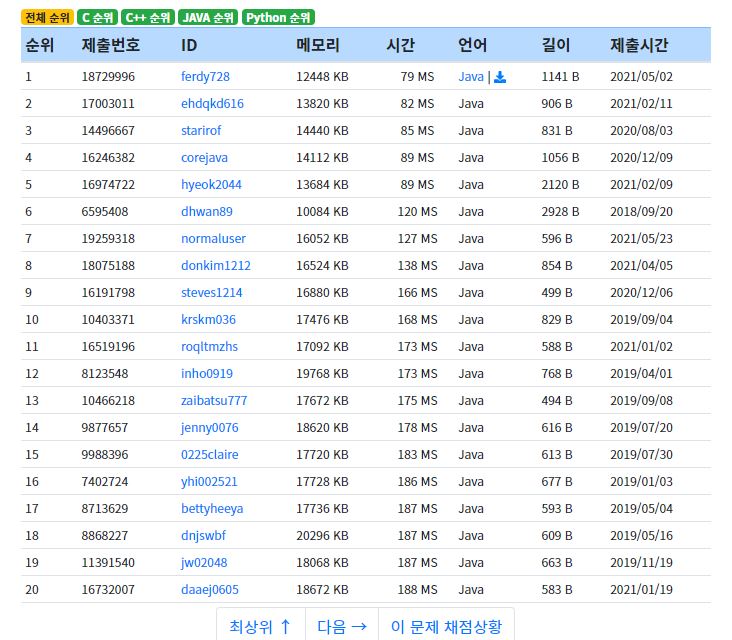 전체 순위 C 순위 C++ 순위 JAVA 순위 Python 순위
순위 제출번호 ID 메모리 시간 언어 길이 제출시간
1 18729996 ferdy728 12448 KB 79 MS Java | 1141 B 2021/05/02
2 17003011 ehdqkd616 13820 KB 82 MS Java 906 B 2021/02/11
3 14496667 starirof 14440 KB 85 MS Java 831 B 2020/08/03
4 16246382 corejava 14112 KB 89 MS Java 1056 B 2020/12/09
5 16974722 hyeok2044 13684 KB 89 MS Java 2120 B 2021/02/09
6 6595408 dhwan89 10084 KB 120 MS Java 2928 B 2018/09/20
7 19259318 normaluser 16052 KB 127 MS Java 596 B 2021/05/23
8 18075188 donkim1212 16524 KB 138 MS Java 854 B 2021/04/05
9 16191798 steves1214 16880 KB 166 MS Java 499 B 2020/12/06
10 10403371 krskm036 17476 KB 168 MS Java 829 B 2019/09/04
11 16519196 roqltmzhs 17092 KB 173 MS Java 588 B 2021/01/02
12 8123548 inho0919 19768 KB 173 MS Java 768 B 2019/04/01
13 10466218 zaibatsu777 17672 KB 175 MS Java 494 B 2019/09/08
14 9877657 jenny0076 18620 KB 178 MS Java 616 B 2019/07/20
15 9988396 0225claire 17720 KB 183 MS Java 613 B 2019/07/30
16 7402724 yhi002521 17728 KB 186 MS Java 677 B 2019/01/03
17 8713629 bettyheeya 17736 KB 187 MS Java 593 B 2019/05/04
18 8868227 dnjswbf 20296 KB 187 MS Java 609 B 2019/05/16
19 11391540 jw02048 18068 KB 187 MS Java 663 B 2019/11/19
20 16732007 daaej0605 18672 KB 188 MS Java 583 B 2021/01/19
최상위 ↑ 다음 → 이 문제 채점상황